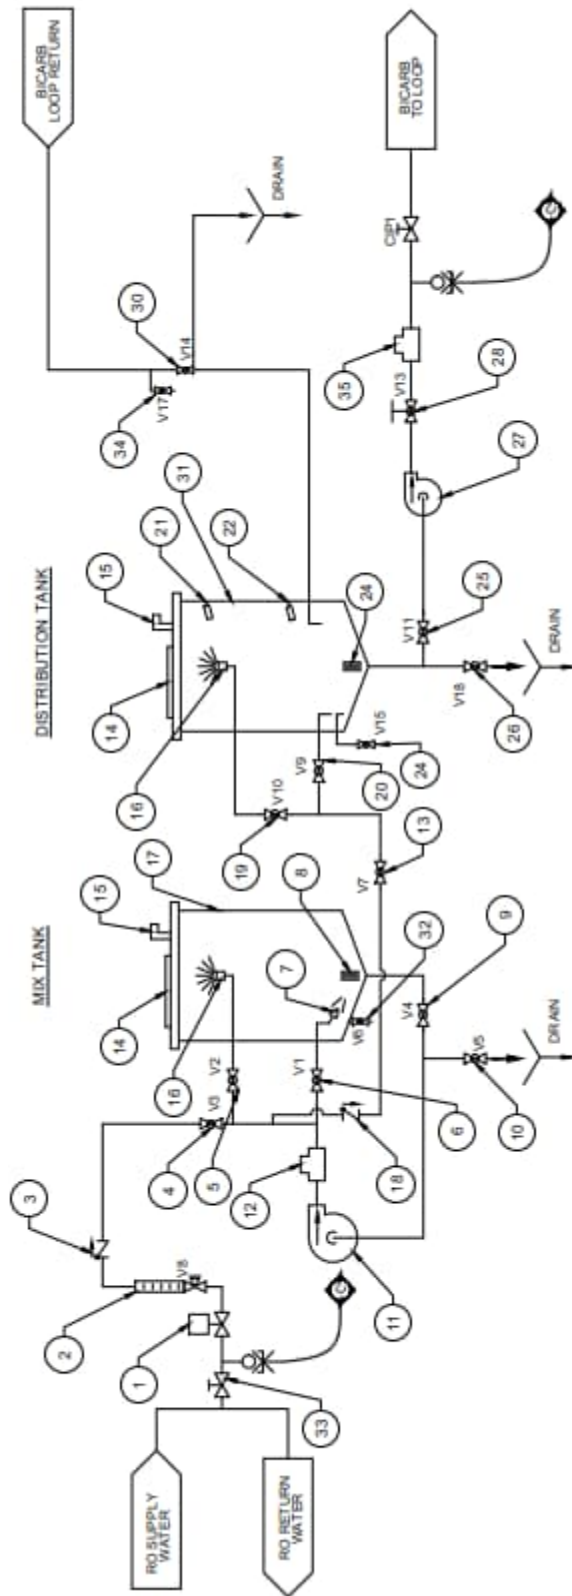 BICARB
LOOP RETURN
MIX TANK
DISTRIBUTION TANK
RO SUPPLY
WATER
RO RETURN
WATER
33
1
2
V8
3
4
V3
5
V2
6
V1
12
11
18
14
15
16
17
7
8
V6
32
V4
9
V5
10
DRAIN
V7
13
19
V10
V9
20
V15
24
14
15
16
21
22
31
24
V11
25
V18
26
DRAIN
34
V17
30
V14
DRAIN
27
V13
28
35
CIP1
BICARB
TO LOOP